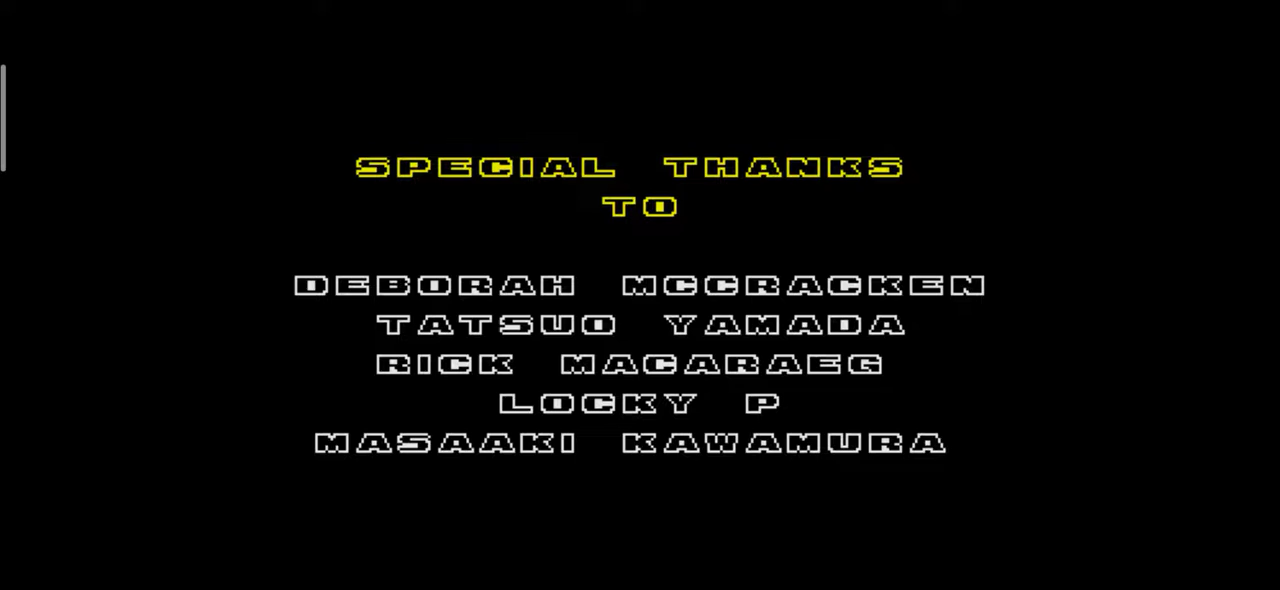 SPECIAL THANKS
TO
DEBORAH MCCRACKEN
TATSUO YAMADA
RICK MACARAEG
LOCKY P
MASAAKI KAWAMURA